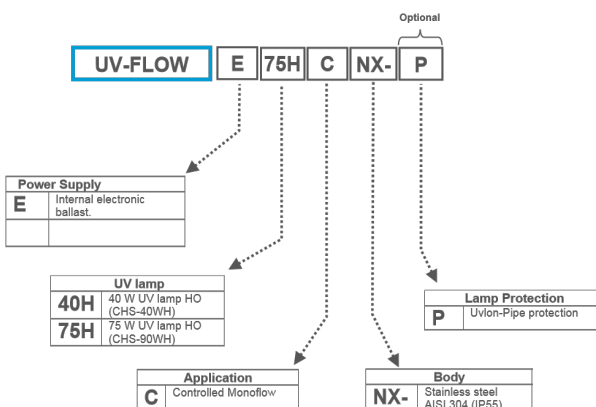 Optional
UV-FLOW E 75H C NX- P
Power Supply
E Internal electronic
ballast.
UV lamp
40H 40 W UV lamp HO
(CHS-40WH)
75H 75 W UV lamp HO
(CHS-90WH)
Lamp Protection
P Uvlon-Pipe protection
Application
C Controlled Monoflow
Body
NX- Stainless steel
AISI 304 (IP55)